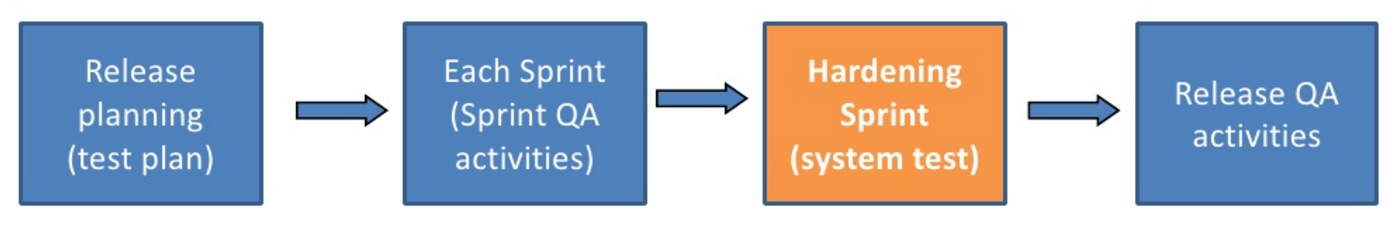 Release
planning
(test plan)
Each Sprint
(Sprint QA
activities)
Hardening
Sprint
(system test)
Release QA
activities